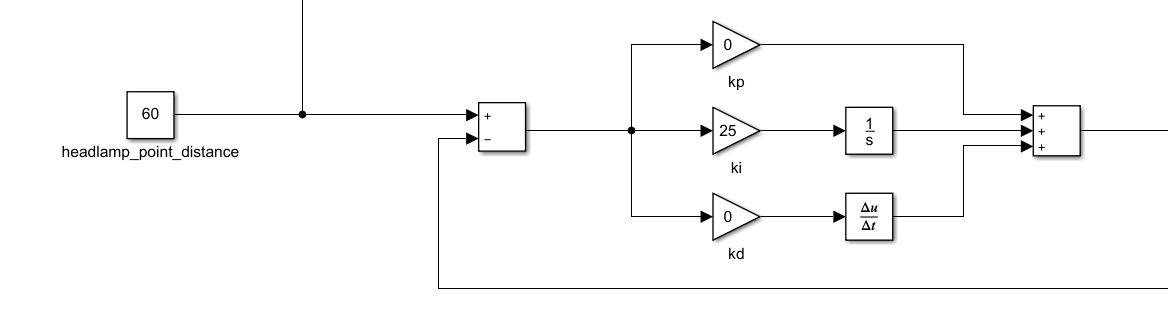 0
kp
60
headlamp_point_distance
+
−
25
ki
1
s
+
+
+
0
kd
Δu
Δt